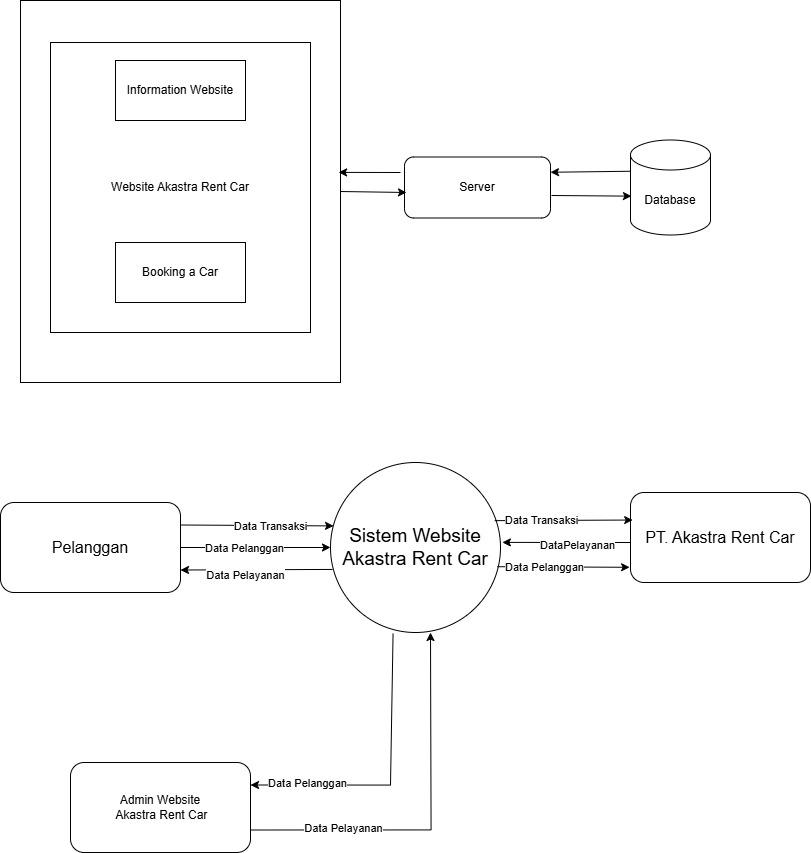 Information Website
Website Akastra Rent Car
Server
Database
Booking a Car
Pelanggan
Data Transaksi
Data Pelanggan
Data Pelayanan
Sistem Website
Akastra Rent Car
Data Transaksi
DataPelayanan
Data Pelanggan
PT. Akastra Rent Car
Data Pelanggan
Admin Website
Akastra Rent Car
Data Pelayanan